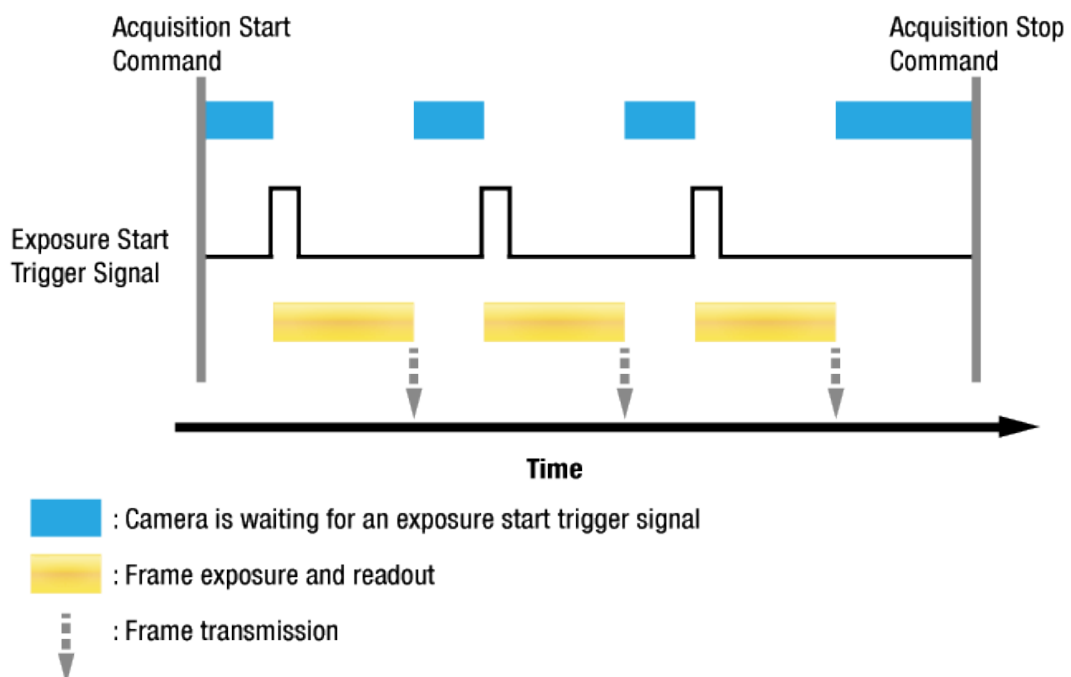 Acquisition Start
Command
Acquisition Stop
Command
Exposure Start
Trigger Signal
Time
: Camera is waiting for an exposure start trigger signal
: Frame exposure and readout
: Frame transmission